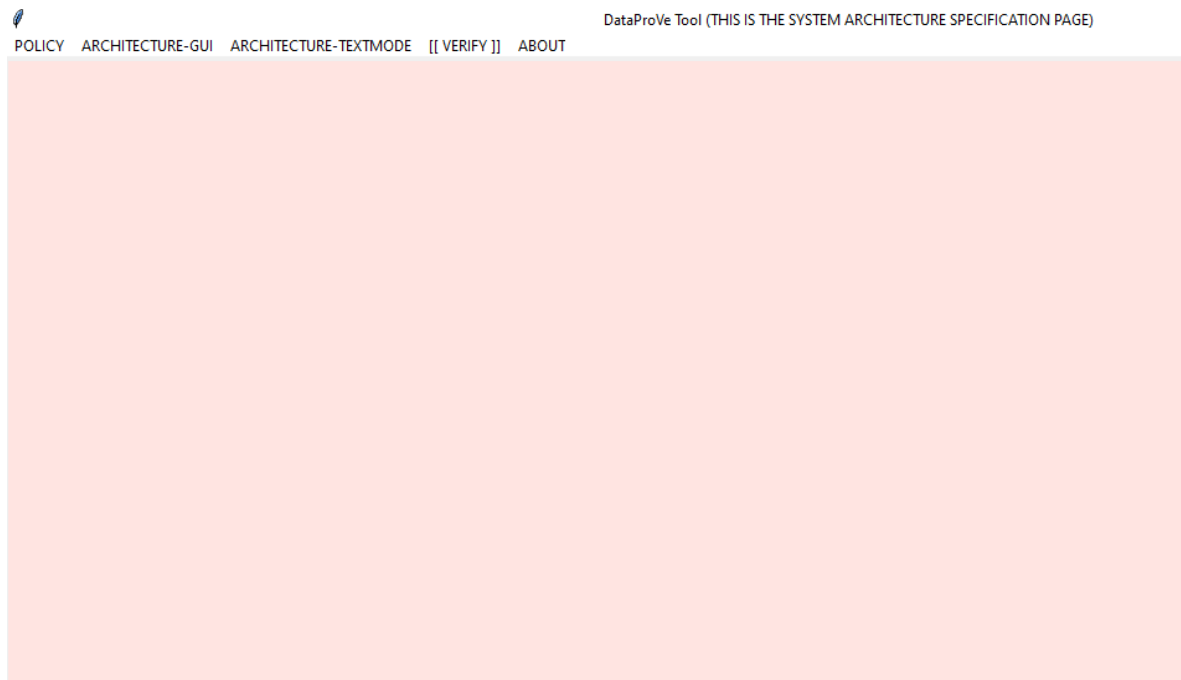 DataProVe Tool (THIS IS THE SYSTEM ARCHITECTURE SPECIFICATION PAGE)
POLICY ARCHITECTURE-GUI ARCHITECTURE-TEXTMODE [[ VERIFY ]] ABOUT